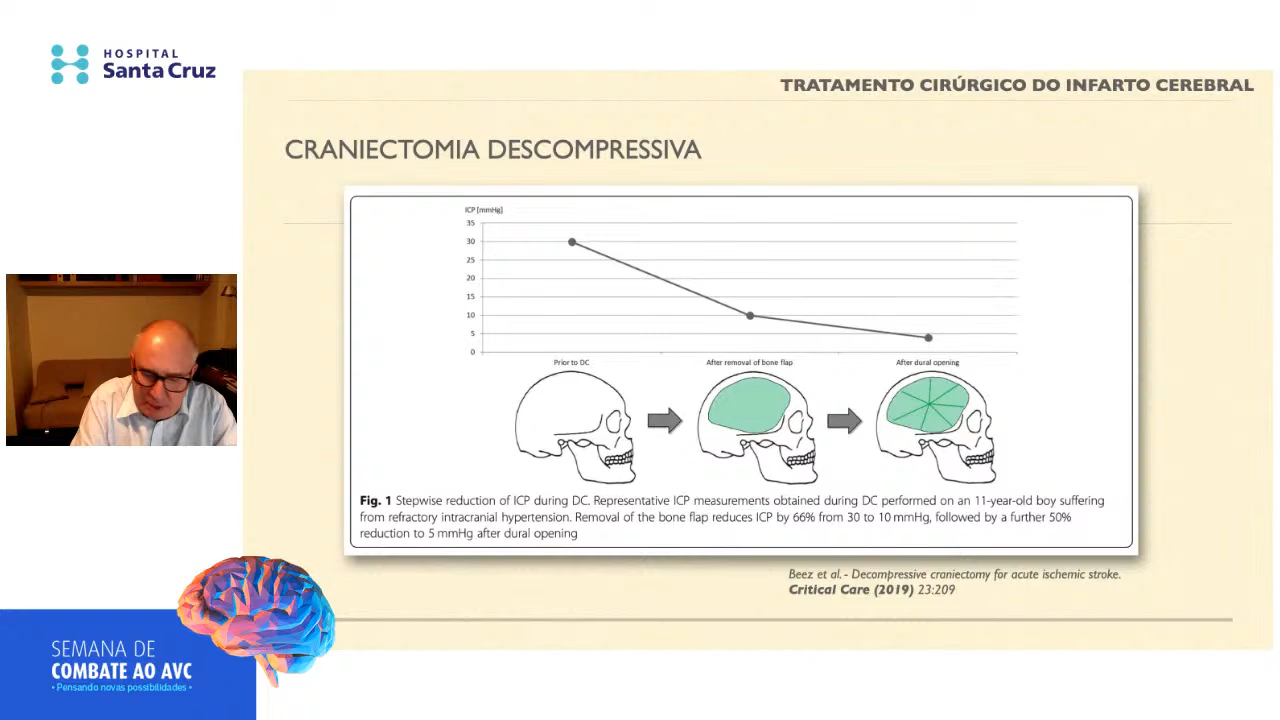 HOSPITAL
Santa Cruz
TRATAMENTO CIRÚRGICO DO INFARTO CEREBRAL
CRANIECTOMIA DESCOMPRESSIVA
ICP [mmHg]
35
30
25
20
15
10
5
0
Prior to DC
After removal of bone flap
After dural opening
Fig. 1 Stepwise reduction of ICP during DC. Representative ICP measurements obtained during DC performed on an 11-year-old boy suffering
from refractory intracranial hypertension. Removal of the bone flap reduces ICP by 66% from 30 to 10 mmHg, followed by a further 50%
reduction to 5 mmHg after dural opening
Beez et al. - Decompressive craniectomy for acute ischemic stroke.
Critical Care (2019) 23:209
SEMANA DE
COMBATE AO AVC
• Pensando novas possibilidades •